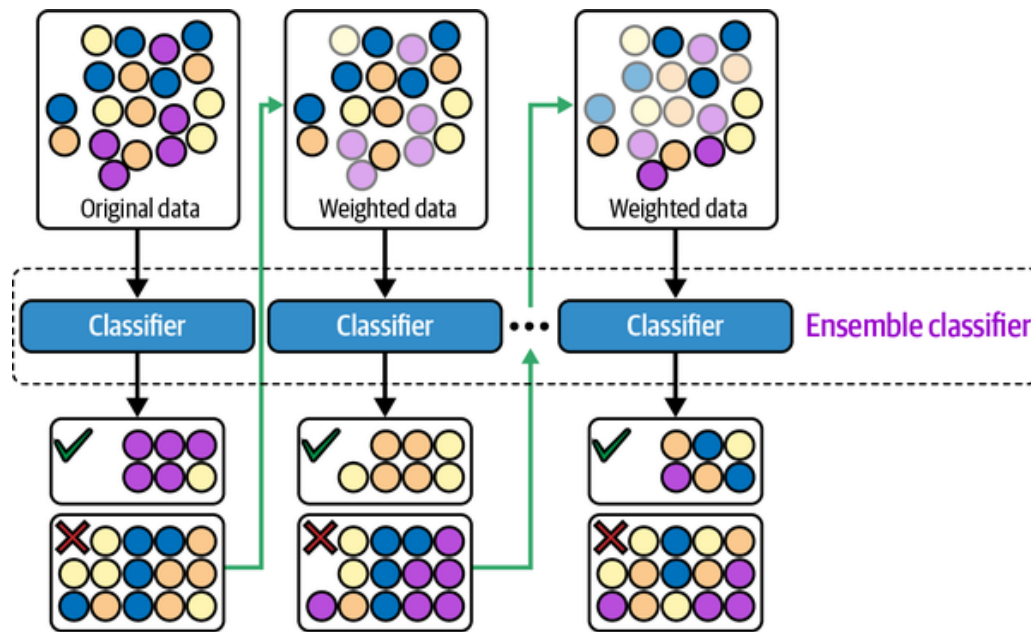 Original data
Weighted data
Weighted data
Classifier
Classifier
Classifier
Ensemble classifier